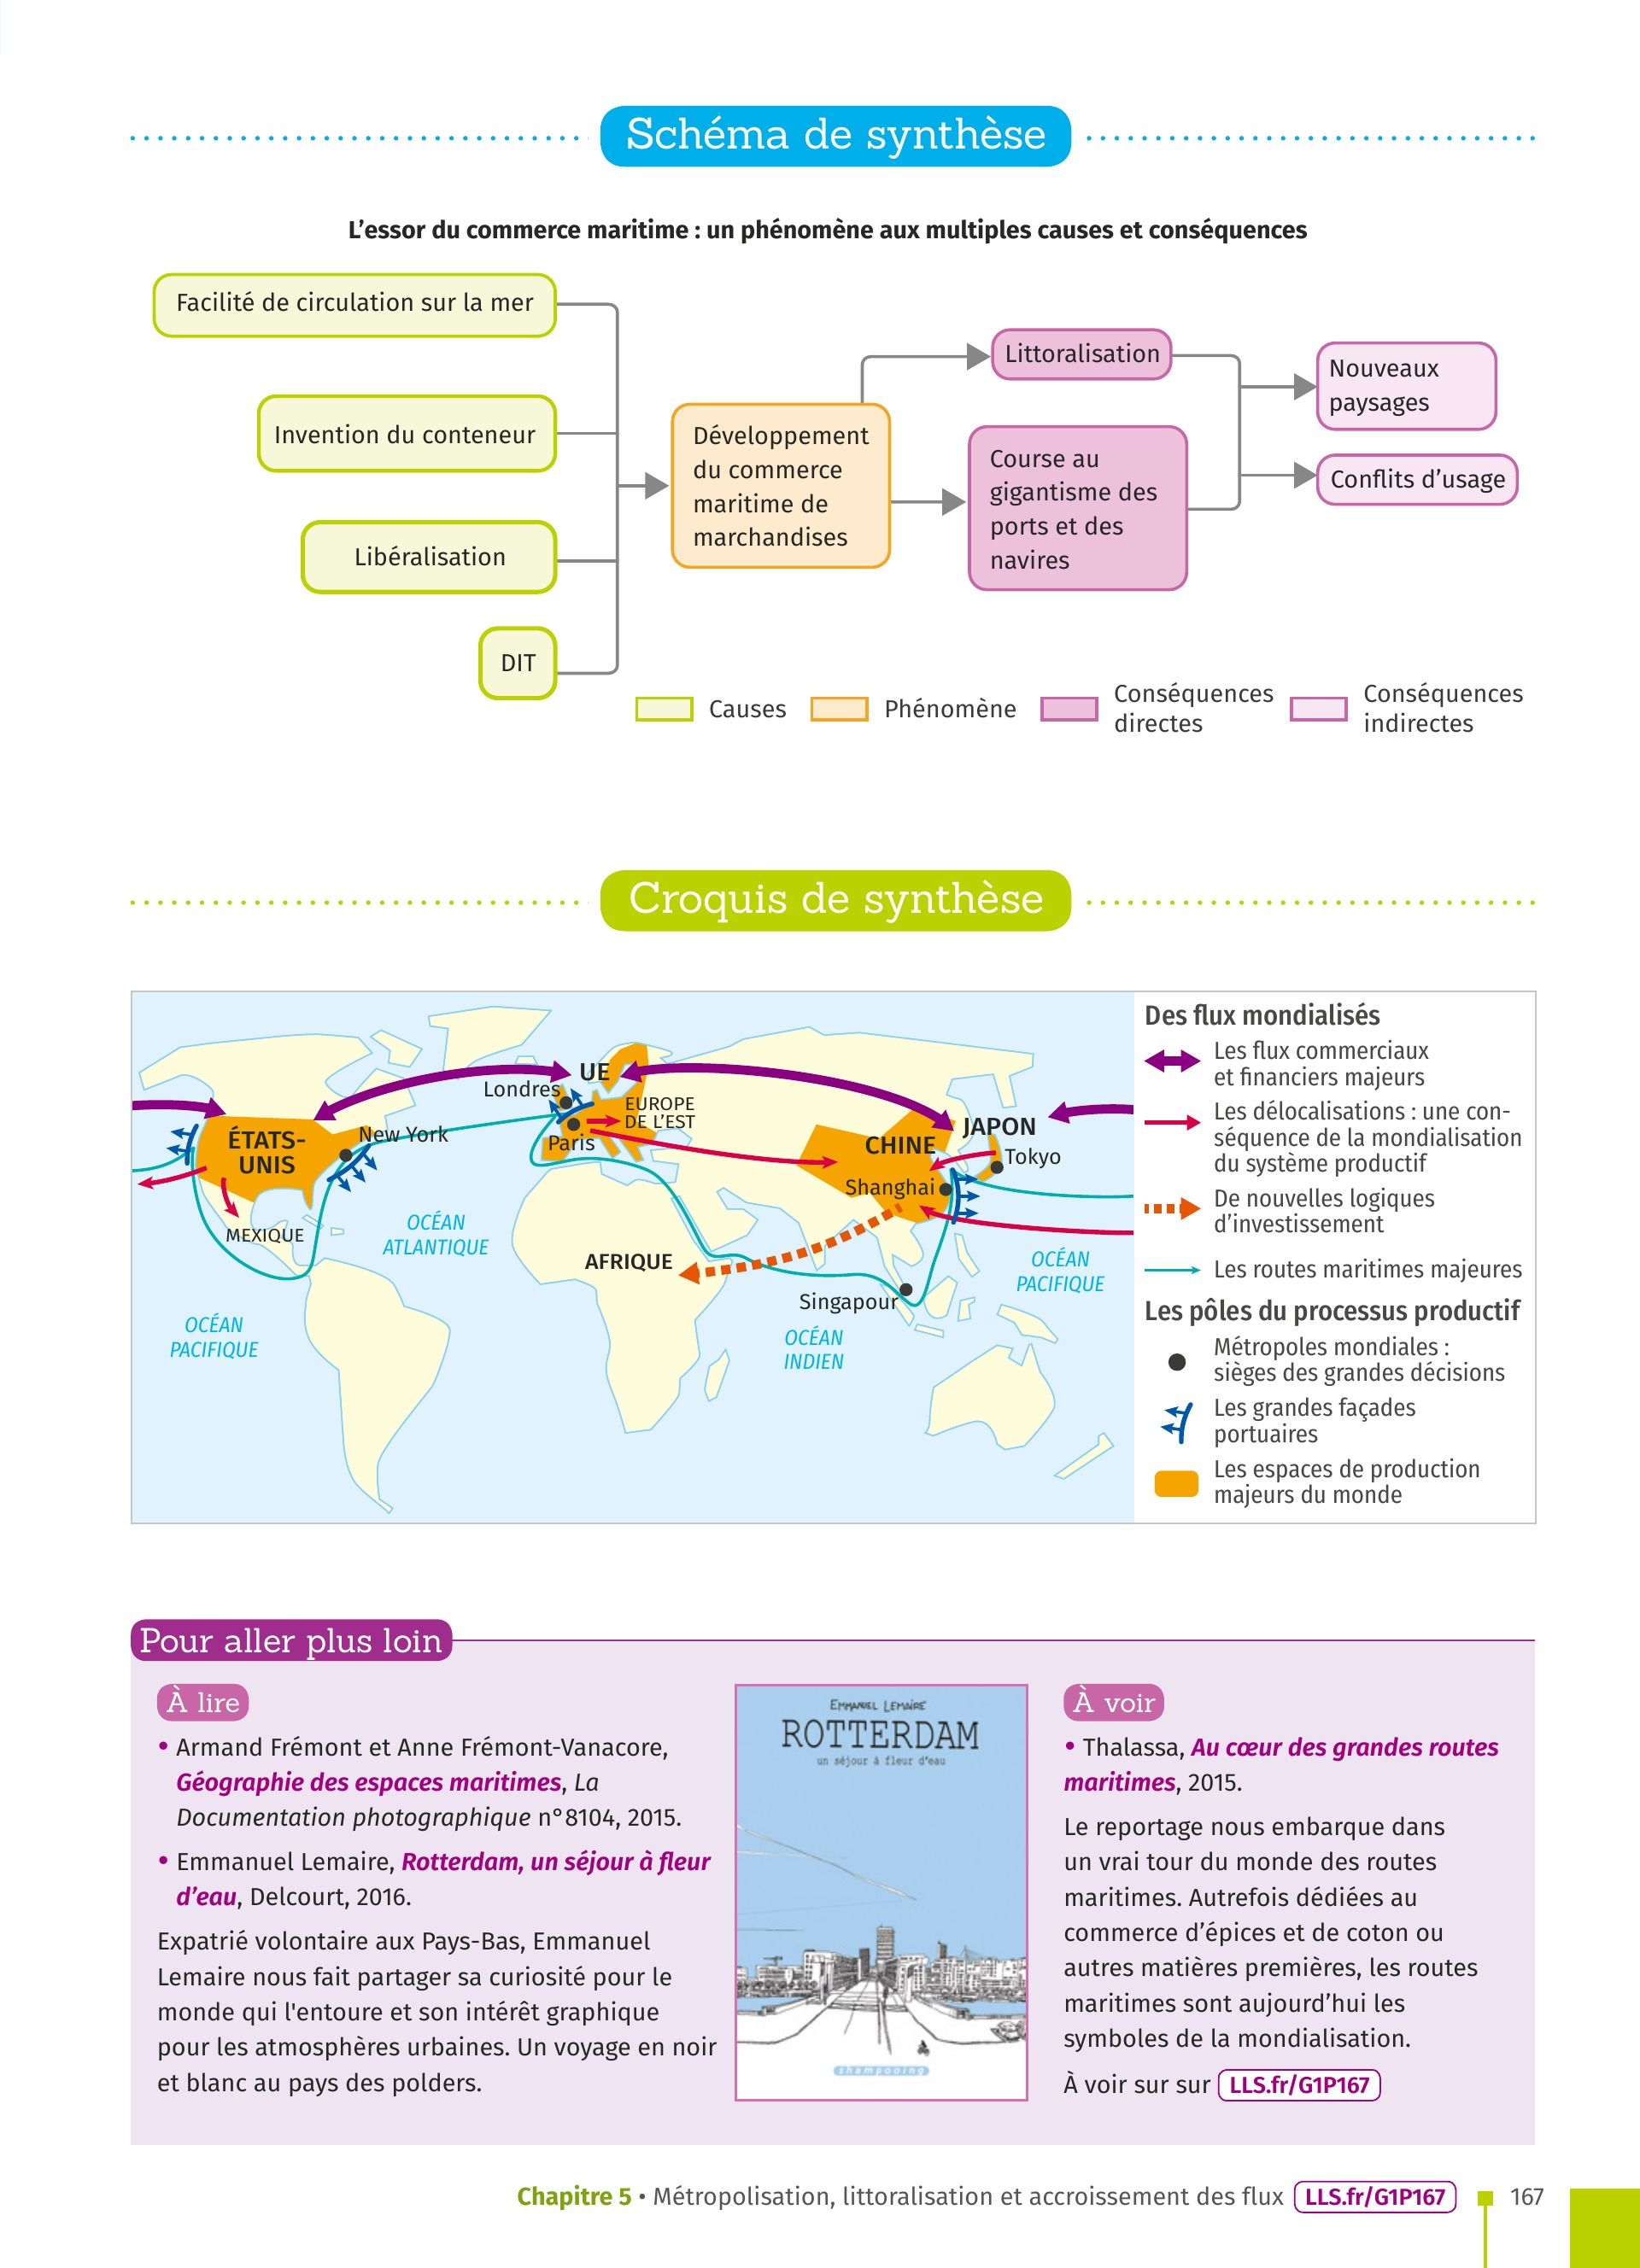 Schéma de synthèse
L’essor du commerce maritime : un phénomène aux multiples causes et conséquences
Facilité de circulation sur la mer
Invention du conteneur
Libéralisation
DIT
Développement
du commerce
maritime de
marchandises
Littoralisation
Course au
gigantisme des
ports et des
navires
Nouveaux
paysages
Conflits d’usage
Causes
Phénomène
Conséquences
directes
Conséquences
indirectes
Croquis de synthèse
UE
Londres
EUROPE
DE L’EST
Paris
ÉTATS-
UNIS
New York
MEXIQUE
OCÉAN
ATLANTIQUE
OCÉAN
PACIFIQUE
AFRIQUE
CHINE
JAPON
Tokyo
Shanghai
Singapour
OCÉAN
INDIEN
OCÉAN
PACIFIQUE
Des flux mondialisés
Les flux commerciaux
et financiers majeurs
Les délocalisations : une con-
séquence de la mondialisation
du système productif
De nouvelles logiques
d’investissement
Les routes maritimes majeures
Les pôles du processus productif
Métropoles mondiales :
sièges des grandes décisions
Les grandes façades
portuaires
Les espaces de production
majeurs du monde
Pour aller plus loin
À lire
• Armand Frémont et Anne Frémont-Vanacore,
Géographie des espaces maritimes, La
Documentation photographique n°8104, 2015.
• Emmanuel Lemaire, Rotterdam, un séjour à fleur
d’eau, Delcourt, 2016.
Expatrié volontaire aux Pays-Bas, Emmanuel
Lemaire nous fait partager sa curiosité pour le
monde qui l'entoure et son intérêt graphique
pour les atmosphères urbaines. Un voyage en noir
et blanc au pays des polders.
EMMANUEL LEMAIRE
ROTTERDAM
un séjour à fleur d’eau
shampooing
À voir
• Thalassa, Au cœur des grandes routes
maritimes, 2015.
Le reportage nous embarque dans
un vrai tour du monde des routes
maritimes. Autrefois dédiées au
commerce d’épices et de coton ou
autres matières premières, les routes
maritimes sont aujourd’hui les
symboles de la mondialisation.
À voir sur sur LLS.fr/G1P167
Chapitre 5 • Métropolisation, littoralisation et accroissement des flux LLS.fr/G1P167 167